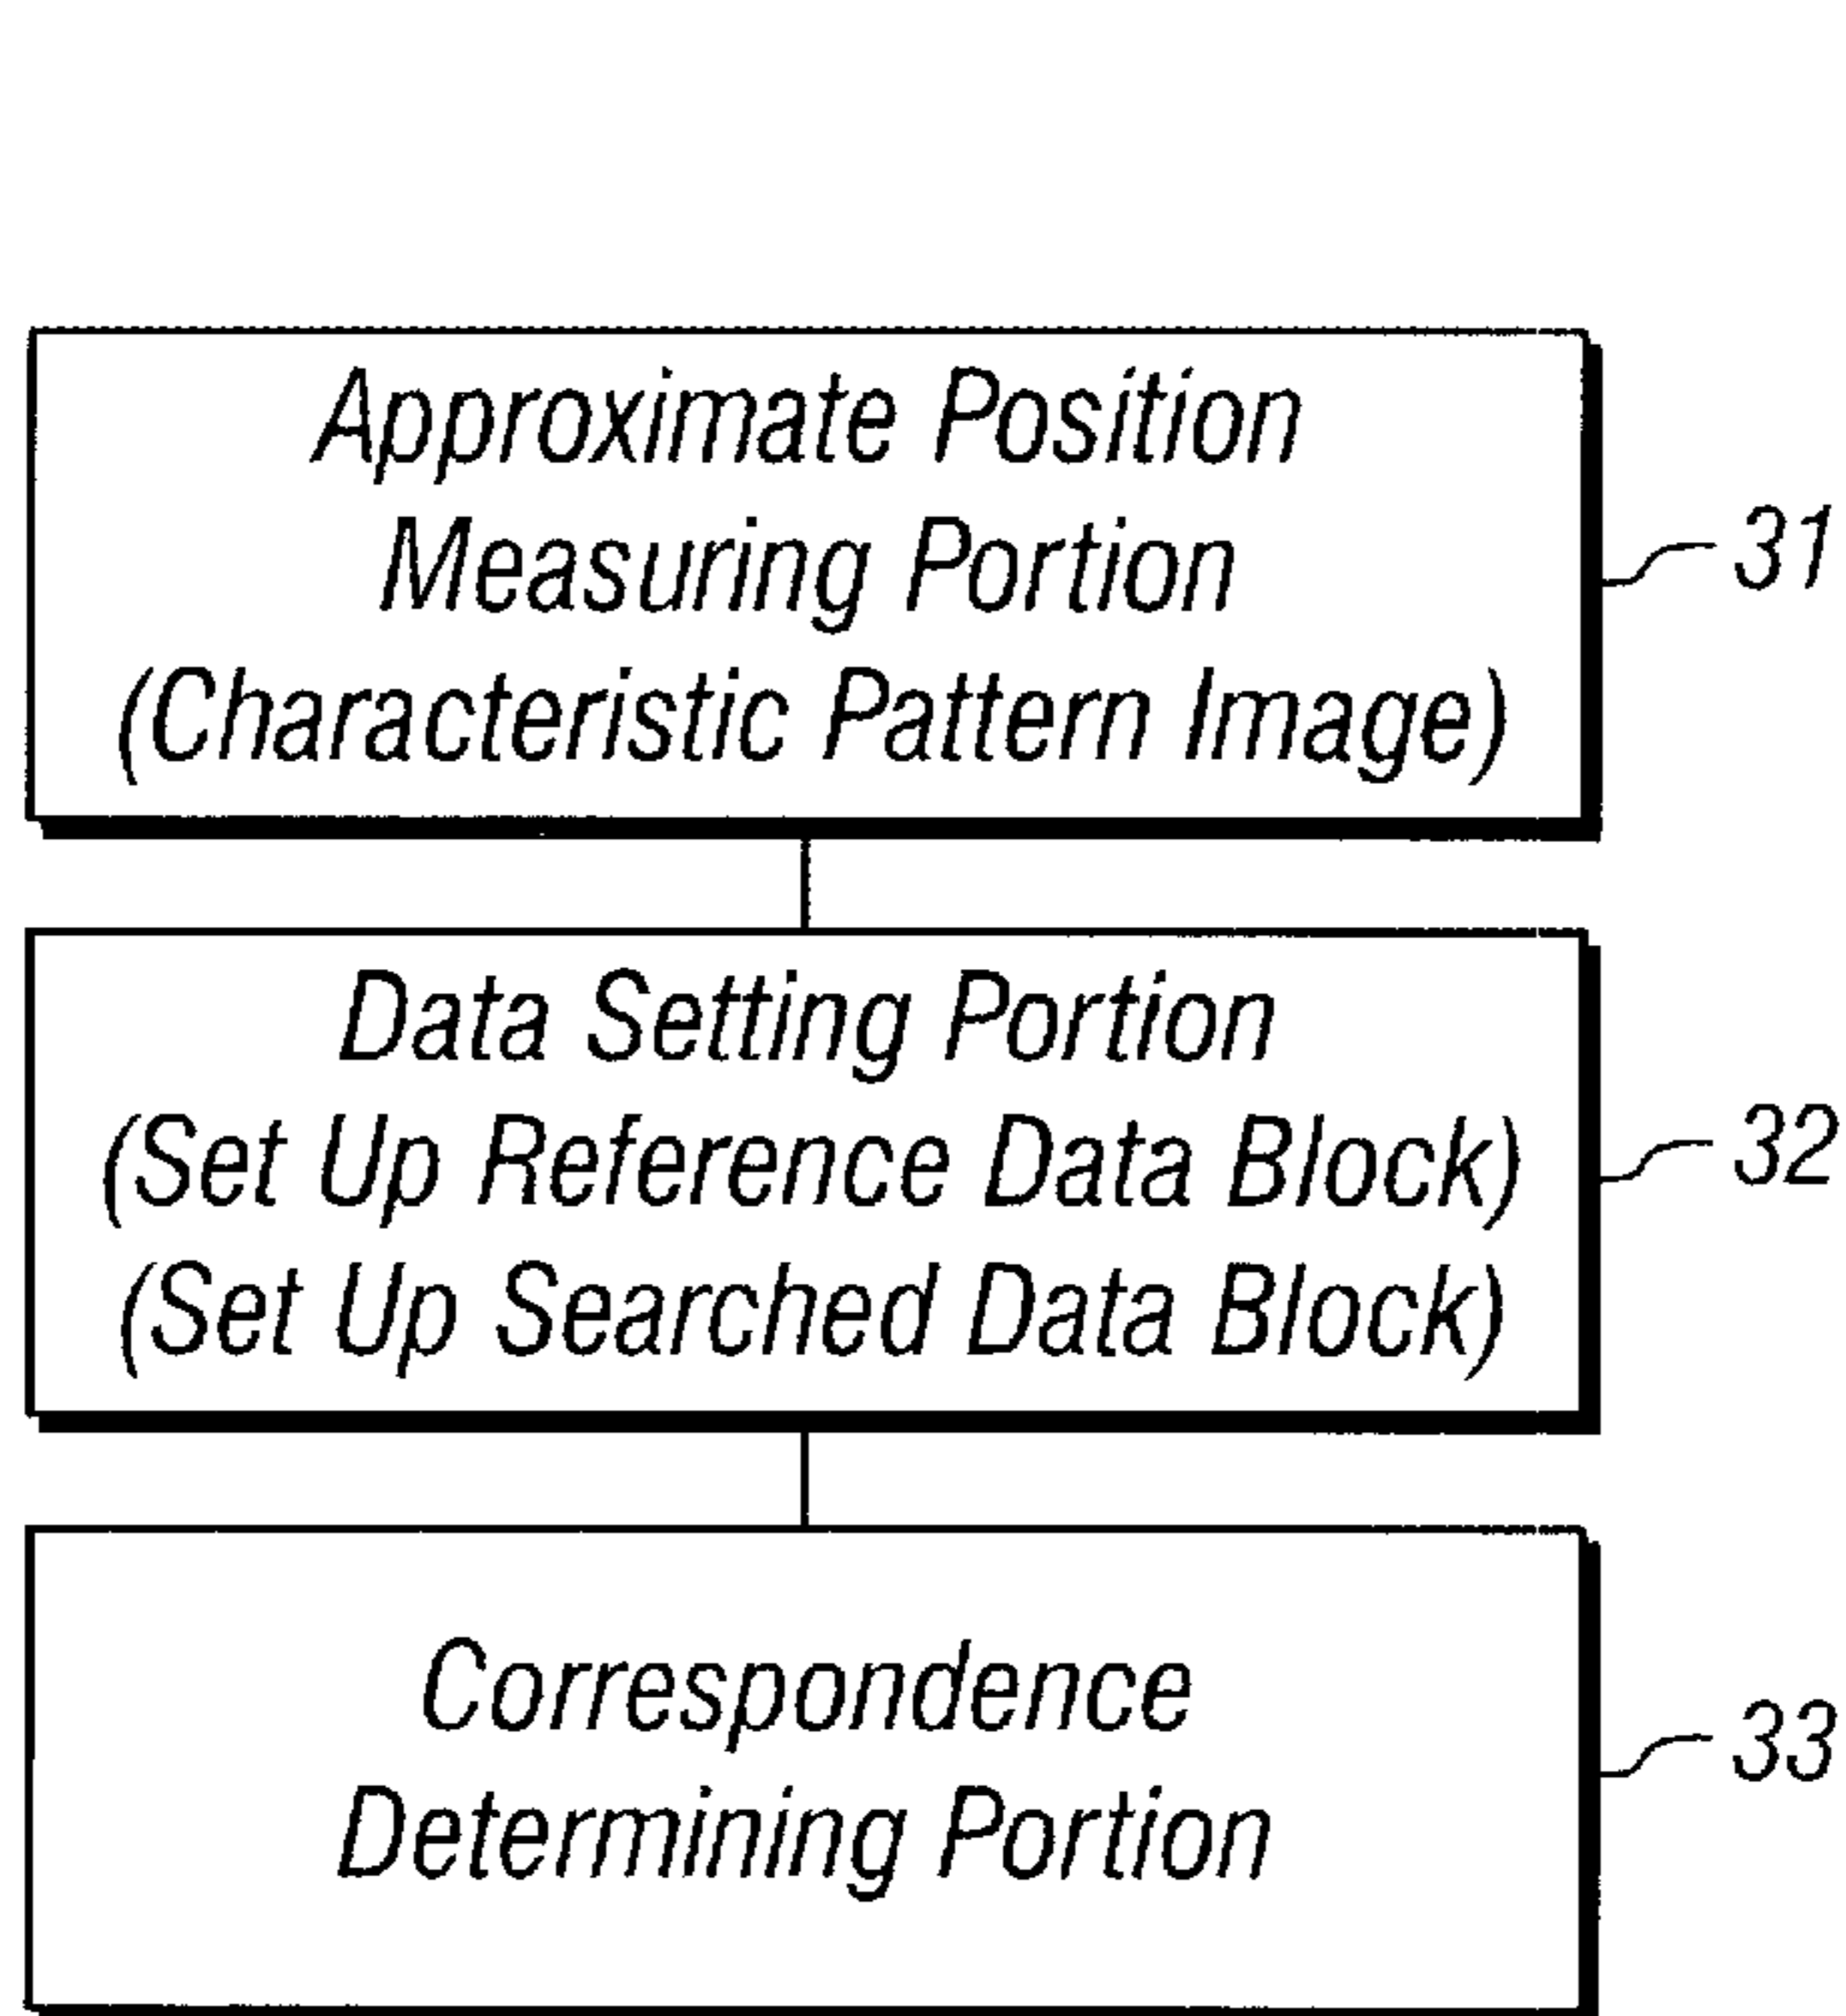 Approximate Position
Measuring Portion
(Characteristic Pattern Image)
31
Data Setting Portion
(Set Up Reference Data Block)
(Set Up Searched Data Block)
32
Correspondence
Determining Portion
33